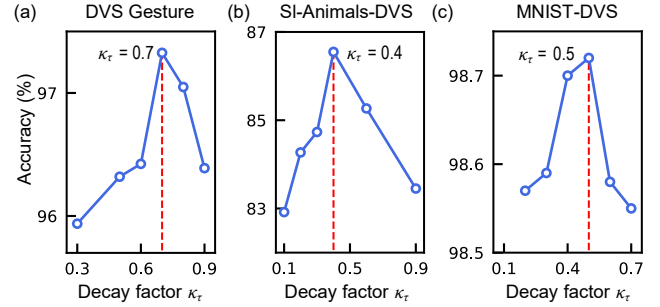 (a) DVS Gesture
κτ = 0.7
Accuracy (%)
97
96
0.3 0.6 0.9
Decay factor κτ
(b) SI-Animals-DVS
κτ = 0.4
87
85
83
0.1 0.5 0.9
Decay factor κτ
(c) MNIST-DVS
κτ = 0.5
98.7
98.6
98.5
0.1 0.4 0.7
Decay factor κτ